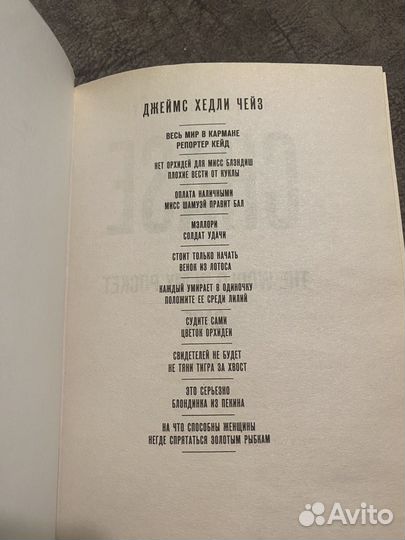 ДЖЕЙМС ХЕДЛИ ЧЕЙЗ
ВЕСЬ МИР В КАРМАНЕ
РЕПОРТЕР КЕЙД
НЕТ ОРХИДЕЙ ДЛЯ МИСС БЛЭНДИШ
ПЛОХИЕ ВЕСТИ ОТ КУКЛЫ
ОПЛАТА НАЛИЧНЫМИ
МИСС ШАМУЭЙ ПРАВИТ БАЛ
МЭЛЛОРИ
СОЛДАТ УДАЧИ
СТОИТ ТОЛЬКО НАЧАТЬ
ВЕНОК ИЗ ЛОТОСА
КАЖДЫЙ УМИРАЕТ В ОДИНОЧКУ
ПОЛОЖИТЕ ЕЕ СРЕДИ ЛИЛИЙ
СУДИТЕ САМИ
ЦВЕТОК ОРХИДЕИ
СВИДЕТЕЛЕЙ НЕ БУДЕТ
НЕ ТЯНИ ТИГРА ЗА ХВОСТ
ЭТО СЕРЬЕЗНО
БЛОНДИНКА ИЗ ПЕКИНА
НА ЧТО СПОСОБНЫ ЖЕНЩИНЫ
НЕГДЕ СПРЯТАТЬСЯ ЗОЛОТЫМ РЫБКАМ
Avito